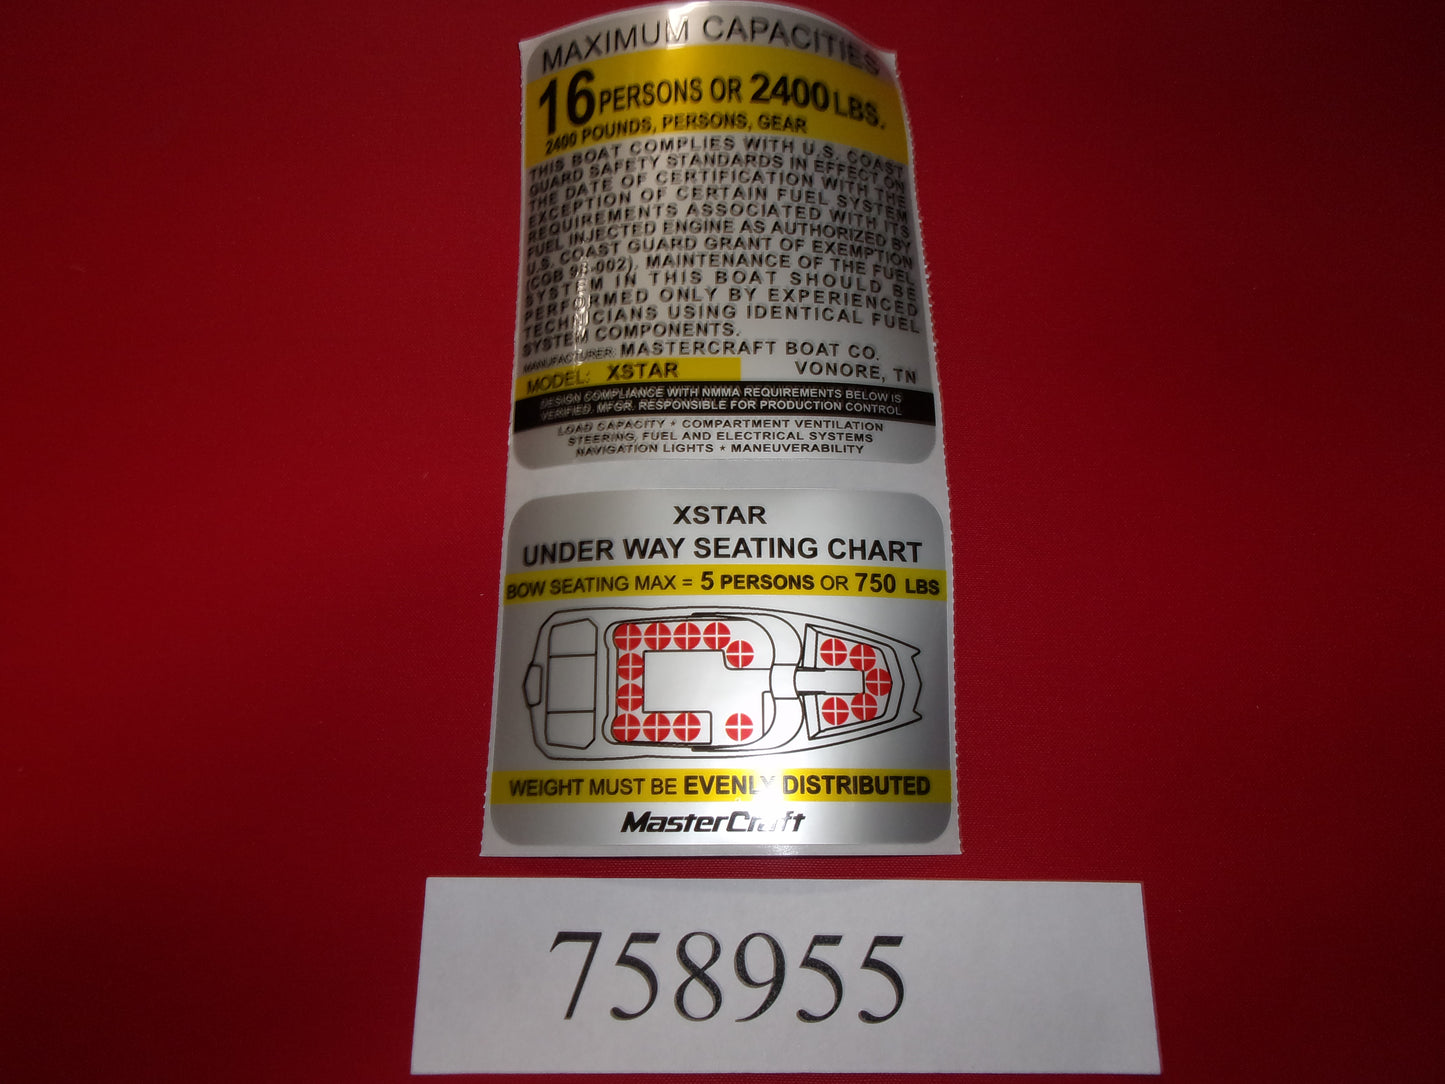 MAXIMUM CAPACITIES
16 PERSONS OR 2400 LBS.
2400 POUNDS, PERSONS, GEAR
THIS BOAT COMPLIES WITH U.S. COAST
GUARD SAFETY STANDARDS IN EFFECT ON
THE DATE OF CERTIFICATION WITH THE
EXCEPTION OF CERTAIN FUEL SYSTEM
REQUIREMENTS ASSOCIATED WITH ITS
FUEL INJECTED ENGINE AS AUTHORIZED BY
U.S. COAST GUARD GRANT OF EXEMPTION
(CGB 98-002). MAINTENANCE OF THE FUEL
SYSTEM IN THIS BOAT SHOULD BE
PERFORMED ONLY BY EXPERIENCED
TECHNICIANS USING IDENTICAL FUEL
SYSTEM COMPONENTS.
MANUFACTURER: MASTERCRAFT BOAT CO.
MODEL: XSTAR VONORE, TN
DESIGN COMPLIANCE WITH NMMA REQUIREMENTS BELOW IS
VERIFIED. MFGR. RESPONSIBLE FOR PRODUCTION CONTROL
LOAD CAPACITY * COMPARTMENT VENTILATION
STEERING, FUEL AND ELECTRICAL SYSTEMS
NAVIGATION LIGHTS * MANEUVERABILITY
XSTAR
UNDER WAY SEATING CHART
BOW SEATING MAX = 5 PERSONS OR 750 LBS
WEIGHT MUST BE EVENLY DISTRIBUTED
MasterCraft
758955